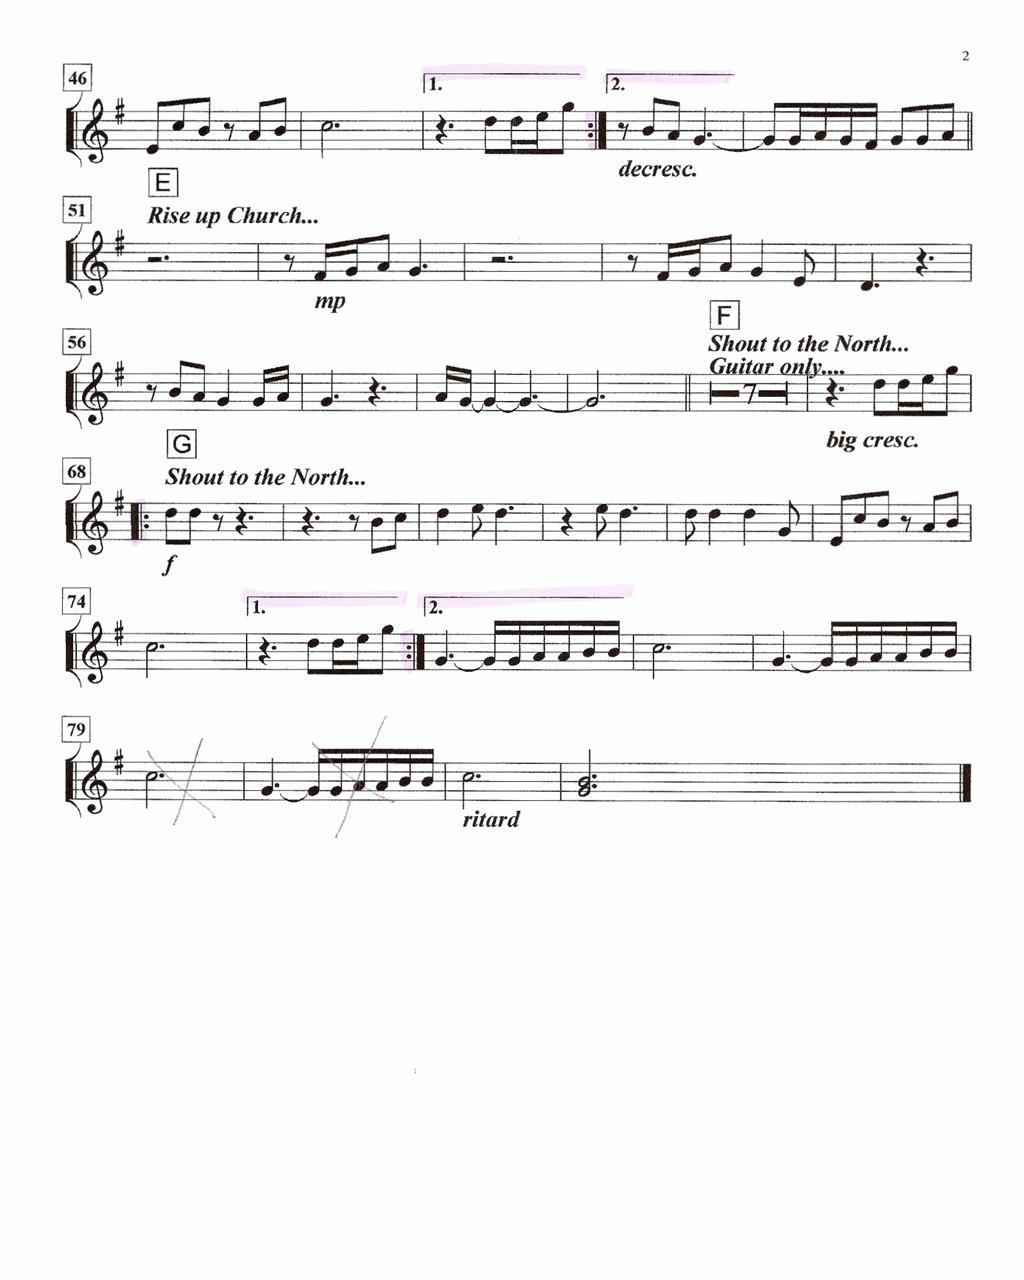 2
46
1.
2.
decresc.
E
51
Rise up Church...
mp
F
56
Shout to the North...
Guitar only....
7
big cresc.
G
68
Shout to the North...
f
74
1.
2.
79
ritard